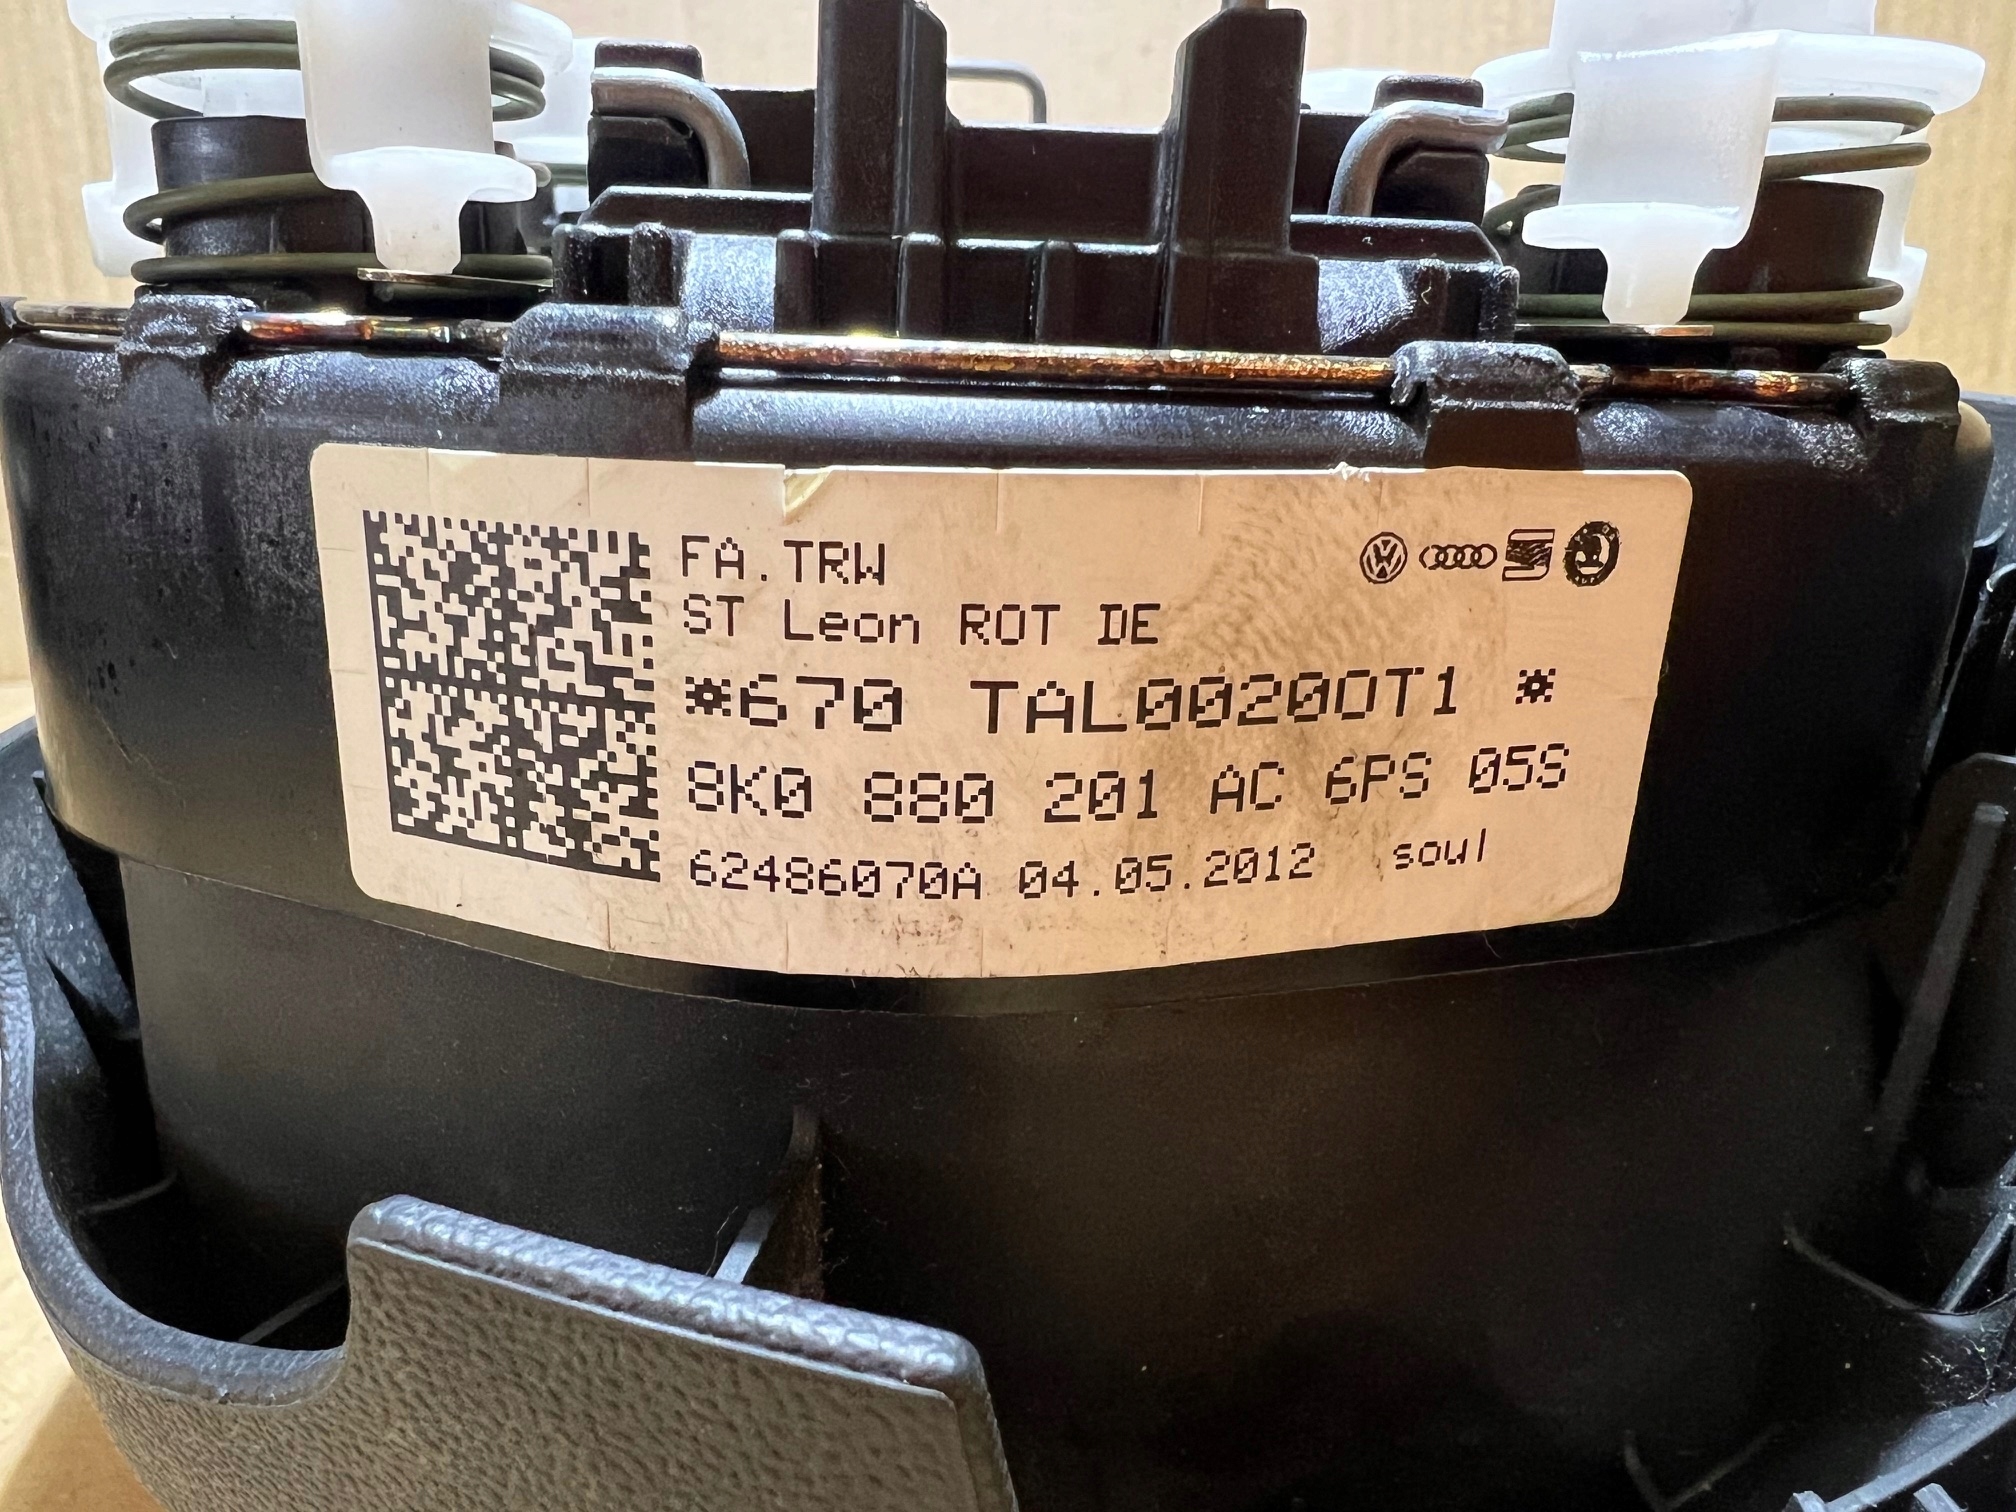 FA.TRW
ST Leon ROT DE
*670 TAL00200T1 *
8K0 880 201 AC 6PS 05S
62486070A 04.05.2012 soul